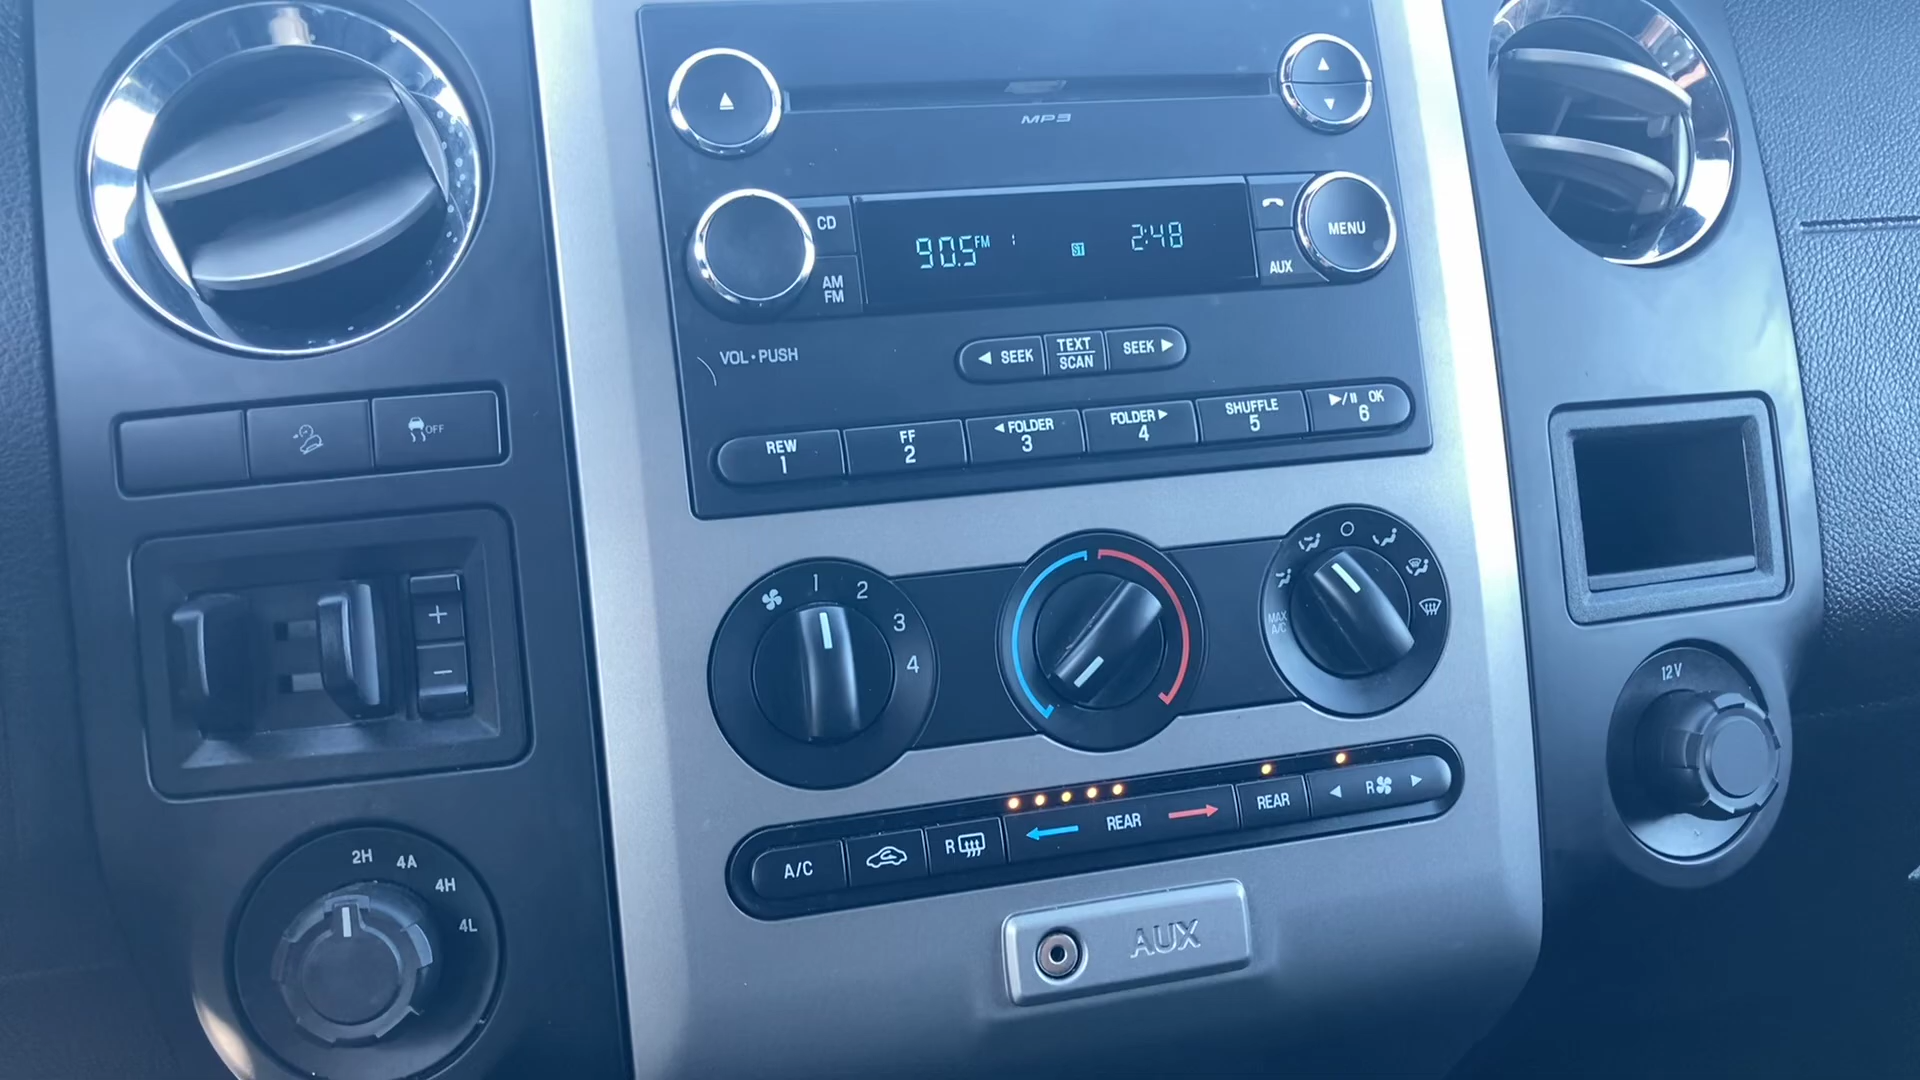 MP3
CD
90.5 FM 1 ST 2:48
MENU
AM
FM
AUX
VOL • PUSH
◀ SEEK TEXT SCAN SEEK ▶
REW 1
FF 2
◀ FOLDER 3
FOLDER ▶ 4
SHUFFLE 5
▶/II OK 6
OFF
1 2 3 4
MAX A/C
+
−
12V
A/C
R
REAR
REAR
◀ R ▶
2H 4A 4H 4L
AUX